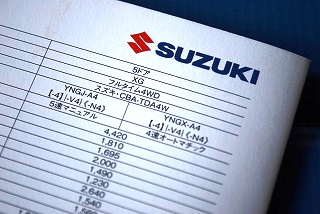 SUZUKI
5ドア
XG
フルタイム4WD
スズキ・CBA-TDA4W
YNGJ-A4 YNGX-A4
[-4] (-V4) (-N4) [-4] (-V4) (-N4)
5速マニュアル 4速オートマチック
4,420
1,810
1,695
2,000
1,490
1,230
2,640
1,540